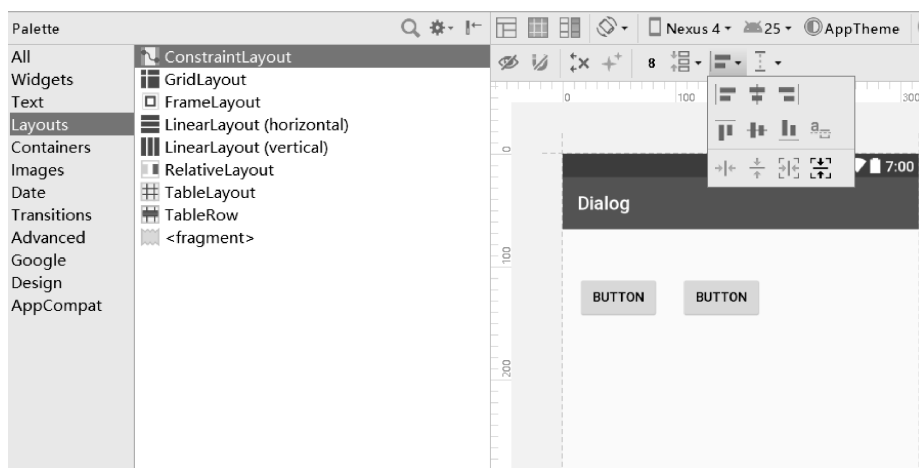 Palette
Nexus 4 25 AppTheme
All
Widgets
Text
Layouts
Containers
Images
Date
Transitions
Advanced
Google
Design
AppCompat
ConstraintLayout
GridLayout
FrameLayout
LinearLayout (horizontal)
LinearLayout (vertical)
RelativeLayout
TableLayout
TableRow
<fragment>
8
0 100 300
0
100
200
a
7:00
Dialog
BUTTON BUTTON